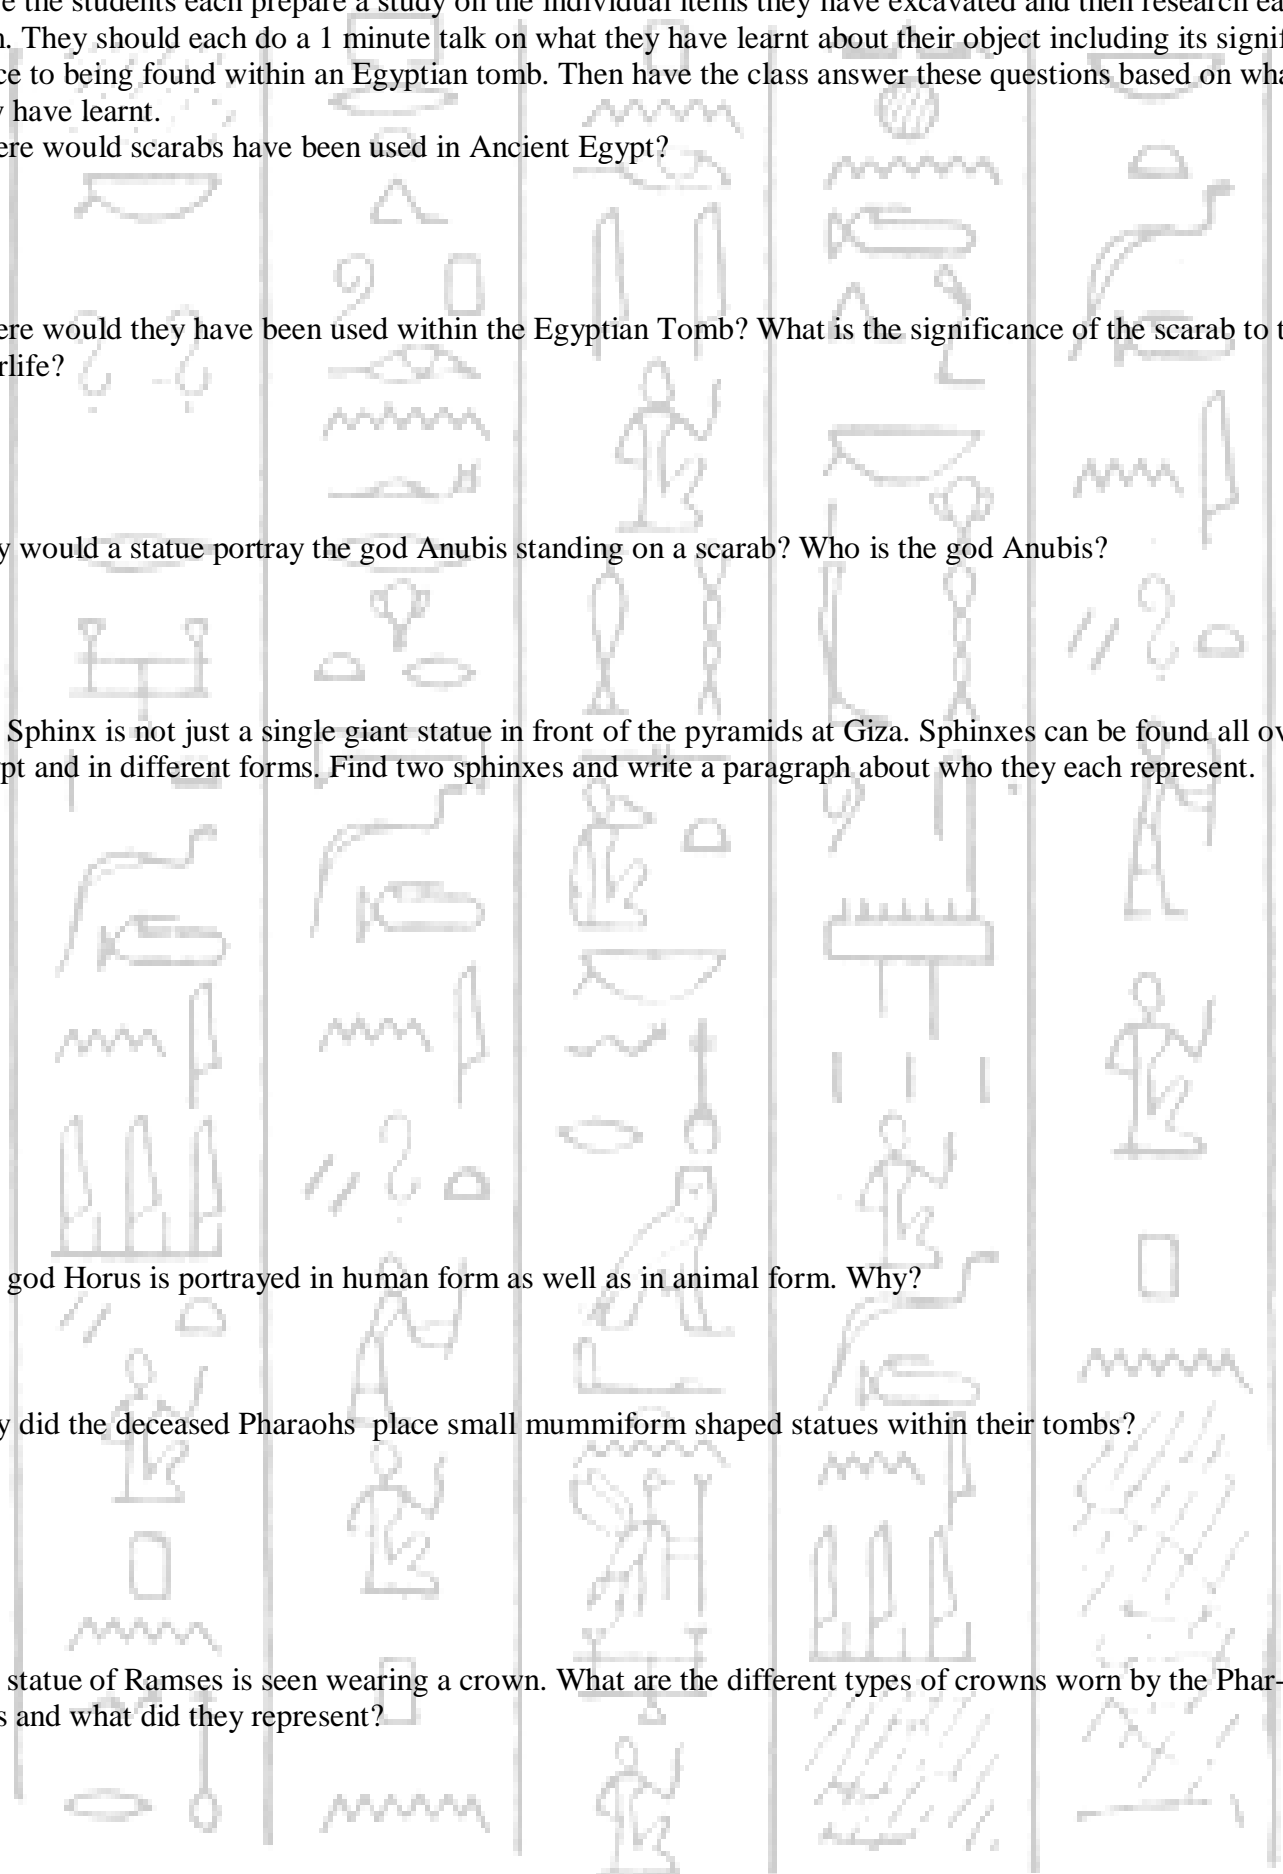 the students each prepare a study on the individual items they have excavated and then research
They should each do a 1 minute talk on what they have learnt about their object including its
to being found within an Egyptian tomb. Then have the class answer these questions based on
have learnt.
would scarabs have been used in Ancient Egypt?
would they have been used within the Egyptian Tomb? What is the significance of the scarab to
would a statue portray the god Anubis standing on a scarab? Who is the god Anubis?
Sphinx is not just a single giant statue in front of the pyramids at Giza. Sphinxes can be found all
and in different forms. Find two sphinxes and write a paragraph about who they each represent.
god Horus is portrayed in human form as well as in animal form. Why?
did the deceased Pharaohs place small mummiform shaped statues within their tombs?
statue of Ramses is seen wearing a crown. What are the different types of crowns worn by the Phar-
and what did they represent?